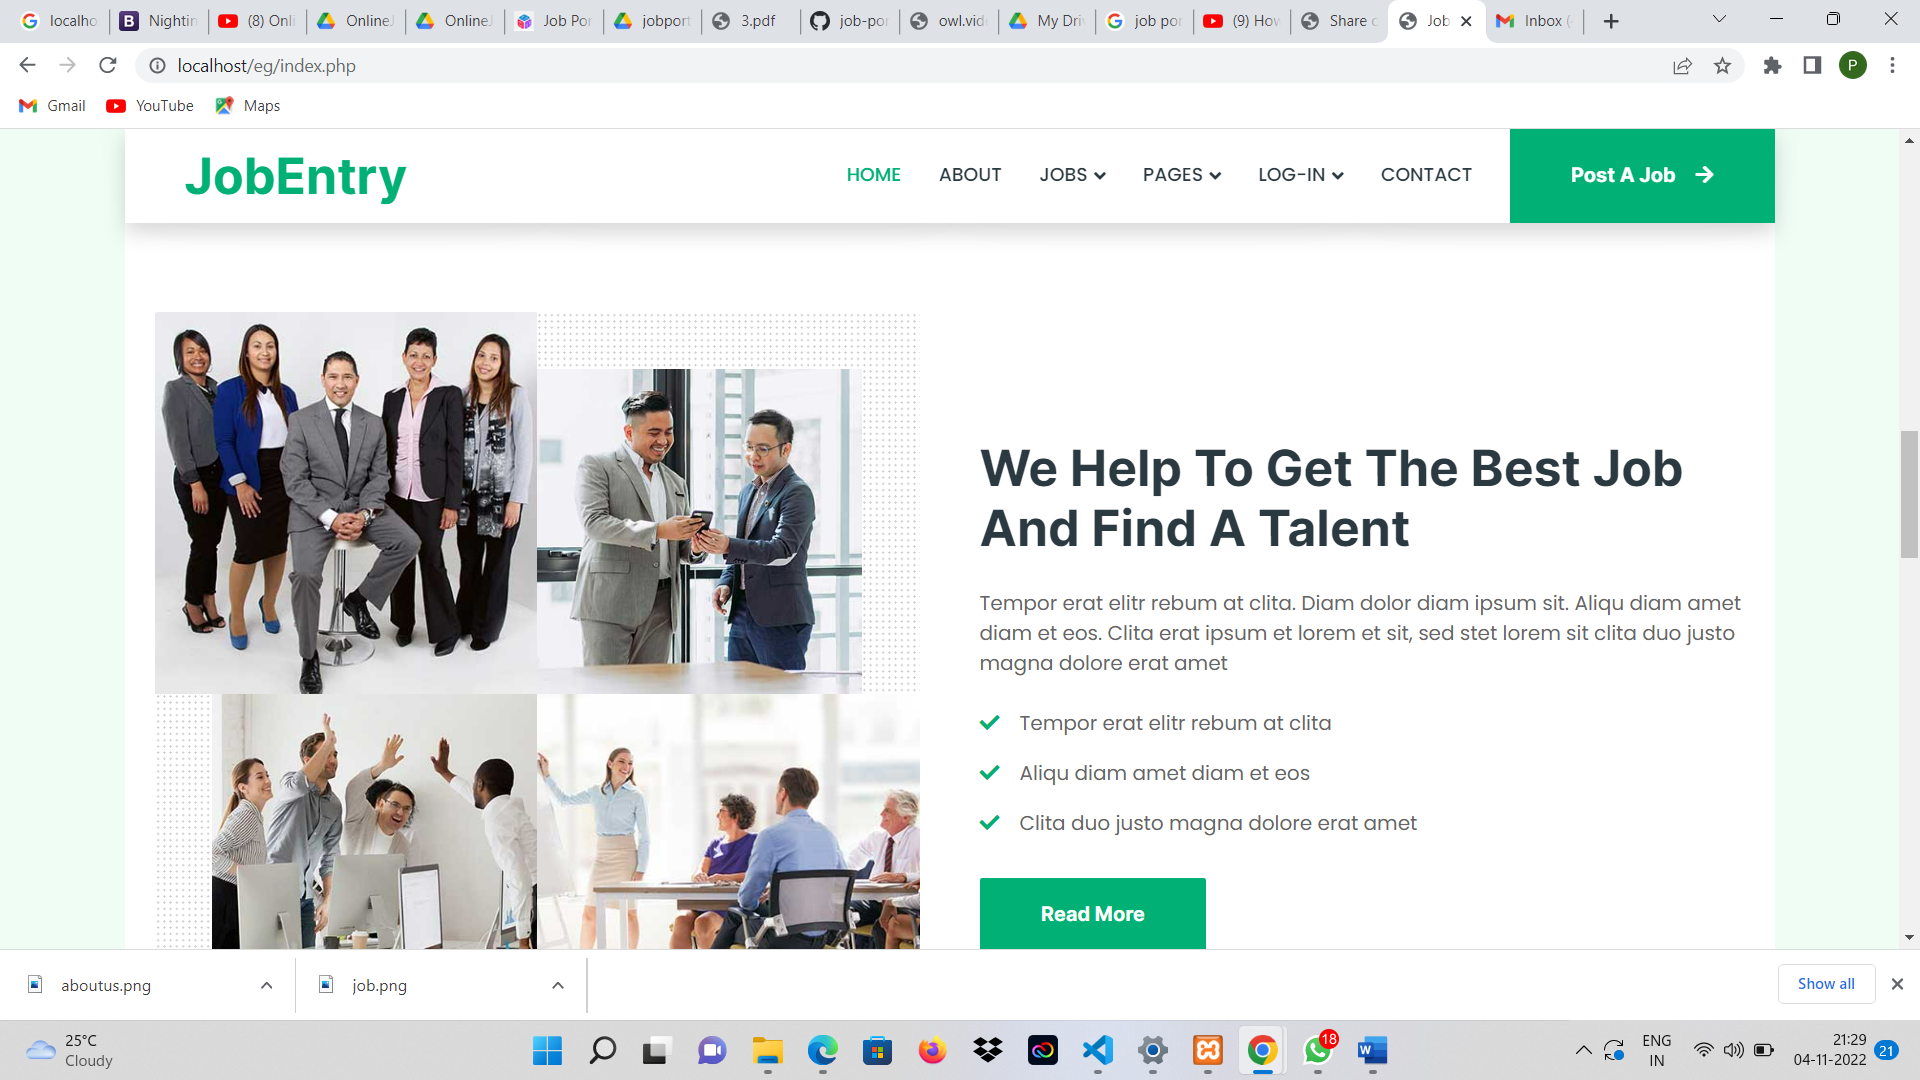 localho
Nightin
(8) Onli
OnlineJ
OnlineJ
Job Por
jobport
3.pdf
job-por
owl.vide
My Driv
job por
(9) How
Share o
Job
Inbox (
localhost/eg/index.php
P
Gmail
YouTube
Maps
JobEntry
HOME
ABOUT
JOBS
PAGES
LOG-IN
CONTACT
Post A Job
We Help To Get The Best Job
And Find A Talent
Tempor erat elitr rebum at clita. Diam dolor diam ipsum sit. Aliqu diam amet
diam et eos. Clita erat ipsum et lorem et sit, sed stet lorem sit clita duo justo
magna dolore erat amet
Tempor erat elitr rebum at clita
Aliqu diam amet diam et eos
Clita duo justo magna dolore erat amet
Read More
aboutus.png
job.png
Show all
25°C
Cloudy
18
ENG
IN
21:29
04-11-2022
21